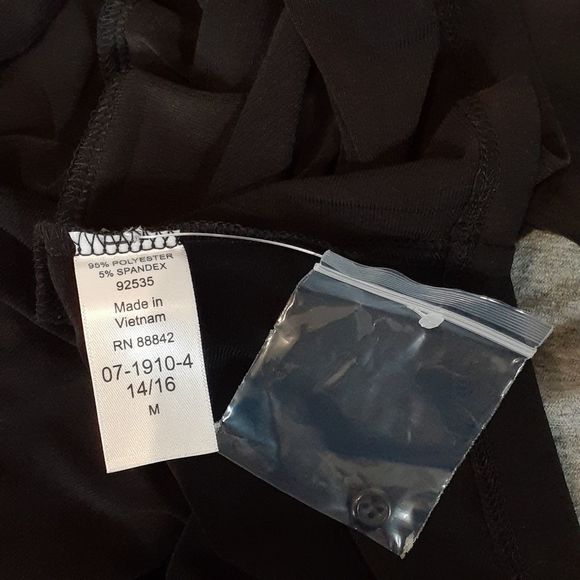 95% POLYESTER
5% SPANDEX
92535
Made in
Vietnam
RN 88842
07-1910-4
14/16
M